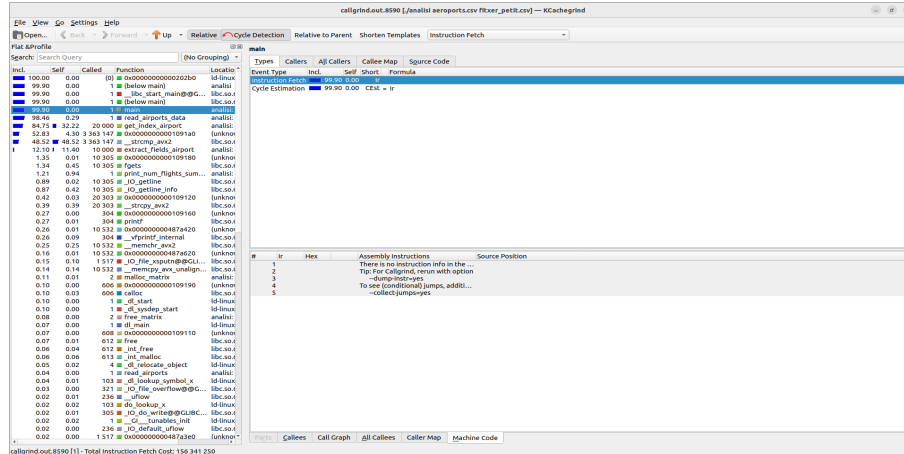 callgrind.out.8590 [./analisi aeroports.csv fitxer_petit.csv] — KCachegrind
File View Go Settings Help
Open... Back Forward Up Relative Cycle Detection Relative to Parent Shorten Templates Instruction Fetch
Flat &Profile
Search: Search Query (No Grouping)
Incl. Self Called Function Locatio
100.00 0.00 (0) 0x00000000000202b0 ld-linux
99.90 0.00 1 (below main) analisi
99.90 0.00 1 __libc_start_main@@G... libc.so.
99.90 0.00 1 (below main) libc.so.
99.90 0.00 1 main analisi:
98.46 0.29 1 read_airports_data analisi:
84.75 32.22 20 000 get_index_airport analisi:
52.83 4.30 3 363 147 0x00000000001091a0 (unknov
48.52 48.52 3 363 147 __strcmp_avx2 libc.so.
12.10 11.40 10 000 extract_fields_airport analisi:
1.35 0.01 10 305 0x0000000000109180 (unknov
1.34 0.45 10 305 fgets libc.so.
1.21 0.94 1 print_num_flights_sum... analisi:
0.89 0.02 10 305 _IO_getline libc.so.
0.87 0.42 10 305 _IO_getline_info libc.so.
0.42 0.03 20 303 0x0000000000109120 (unknov
0.39 0.39 20 303 __strcpy_avx2 libc.so.
0.27 0.00 304 0x0000000000109160 (unknov
0.27 0.01 304 printf libc.so.
0.26 0.01 10 532 0x000000000487a420 (unknov
0.26 0.09 304 __vfprintf_internal libc.so.
0.25 0.25 10 532 __memchr_avx2 libc.so.
0.16 0.01 10 532 0x000000000487a620 (unknov
0.15 0.10 1 517 _IO_file_xsputn@@GLI... libc.so.
0.14 0.14 10 532 __memcpy_avx_unalign... libc.so.
0.11 0.01 2 malloc_matrix analisi:
0.10 0.00 606 0x0000000000109190 (unknov
0.10 0.03 606 calloc libc.so.
0.10 0.00 1 _dl_start ld-linux
0.10 0.00 1 _dl_sysdep_start ld-linux
0.08 0.00 2 free_matrix analisi:
0.07 0.00 1 dl_main ld-linux
0.07 0.00 608 0x0000000000109110 (unknov
0.07 0.01 612 free libc.so.
0.06 0.04 612 _int_free libc.so.
0.06 0.06 613 _int_malloc libc.so.
0.05 0.02 4 _dl_relocate_object ld-linux
0.04 0.00 1 read_airports analisi:
0.04 0.01 103 _dl_lookup_symbol_x ld-linux
0.03 0.00 321 _IO_file_overflow@@G... libc.so.
0.02 0.01 236 __uflow libc.so.
0.02 0.02 103 do_lookup_x ld-linux
0.02 0.01 305 _IO_do_write@@GLIBC... libc.so.
0.02 0.02 1 __GI___tunables_init ld-linux
0.02 0.00 236 _IO_default_uflow libc.so.
0.02 0.00 1 517 0x000000000487a3e0 (unknov
main
Types Callers All Callers Callee Map Source Code
Event Type Incl. Self Short Formula
Instruction Fetch 99.90 0.00 Ir
Cycle Estimation 99.90 0.00 CEst = Ir
# Ir Hex Assembly Instructions Source Position
1 There is no instruction info in the ...
2 Tip: For Callgrind, rerun with option
3 --dump-instr=yes
4 To see (conditional) jumps, additi...
5 --collect-jumps=yes
Parts Callees Call Graph All Callees Caller Map Machine Code
callgrind.out.8590 [1] - Total Instruction Fetch Cost: 156 341 250